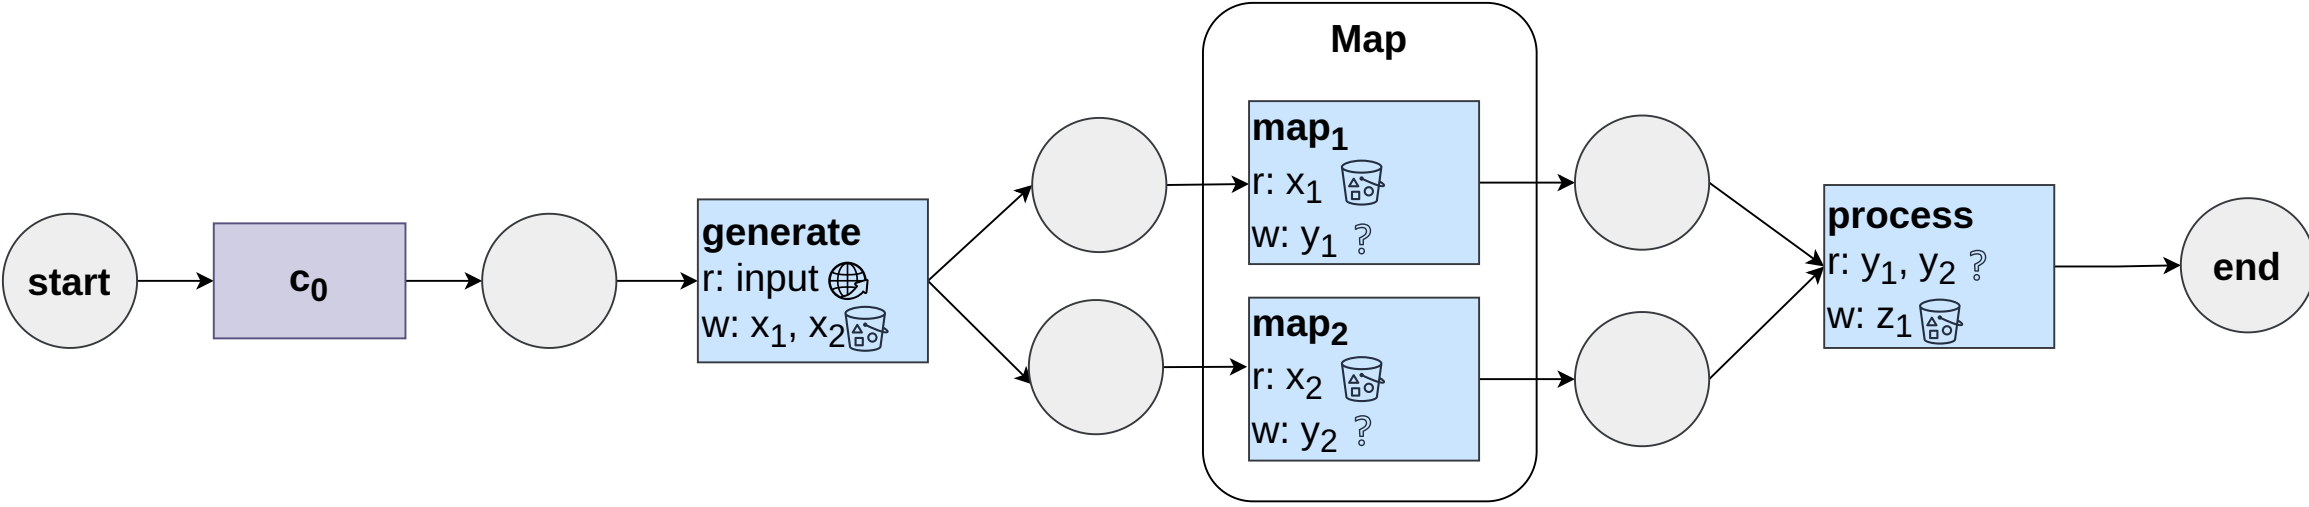 Map
start
c0
generate
r: input
w: x1, x2
map1
r: x1
w: y1 ?
map2
r: x2
w: y2 ?
process
r: y1, y2 ?
w: z1
end